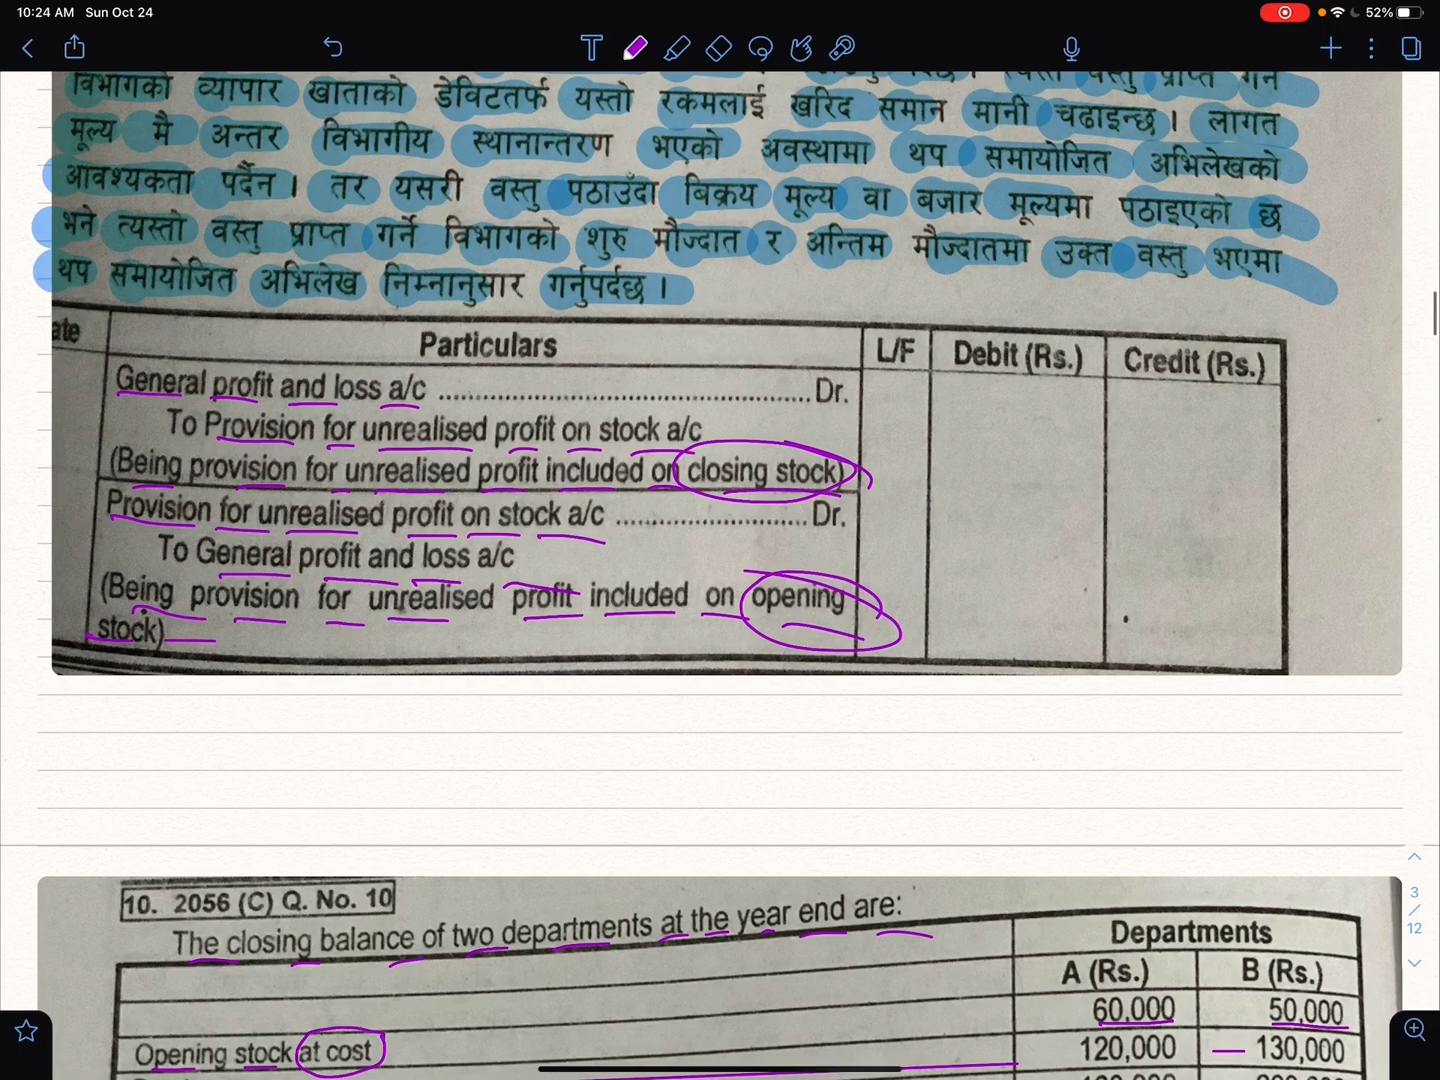 10:24 AM Sun Oct 24
52%
विभागको व्यापार खाताको डेविटतर्फ यस्तो रकमलाई खरिद समान मानी चढाइन्छ । लागत
मूल्य मै अन्तर विभागीय स्थानान्तरण भएको अवस्थामा थप समायोजित अभिलेखको
आवश्यकता पर्दैन । तर यसरी वस्तु पठाउँदा बिक्रय मूल्य वा बजार मूल्यमा पठाइएको छ
भने त्यस्तो वस्तु प्राप्त गर्ने विभागको शुरु मौज्दात र अन्तिम मौज्दातमा उक्त वस्तु भएमा
थप समायोजित अभिलेख निम्नानुसार गर्नुपर्दछ ।
ate Particulars L/F Debit (Rs.) Credit (Rs.)
General profit and loss a/c ........................................................ Dr.
To Provision for unrealised profit on stock a/c
(Being provision for unrealised profit included on closing stock)
Provision for unrealised profit on stock a/c ............................ Dr.
To General profit and loss a/c
(Being provision for unrealised profit included on opening
stock)
3
/
12
10. 2056 (C) Q. No. 10
The closing balance of two departments at the year end are:
Departments
A (Rs.) B (Rs.)
60,000 50,000
Opening stock at cost 120,000 130,000